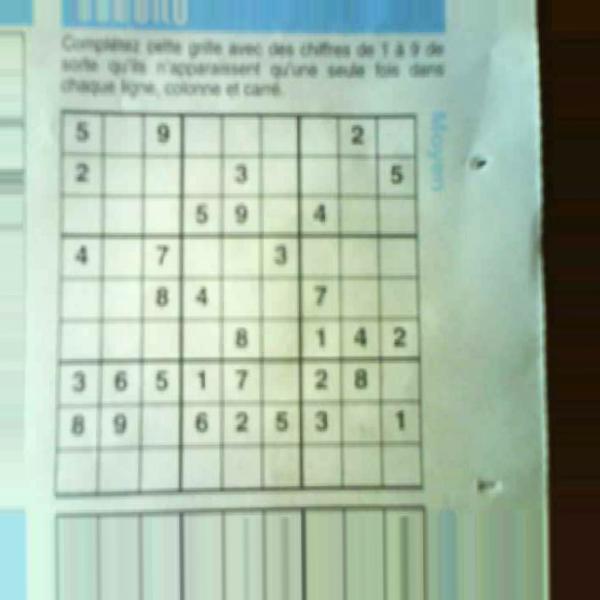 Complétez cette grille avec des chiffres de 1 à 9 de
sorte qu'ils n'apparaissent qu'une seule fois dans
chaque ligne, colonne et carré.
Moyen
5 9 2
2 3 5
5 9 4
4 7 3
8 4 7
8 1 4 2
3 6 5 1 7 2 8
8 9 6 2 5 3 1